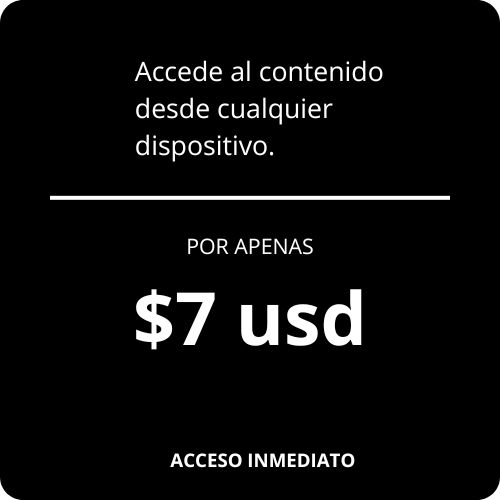 Accede al contenido
desde cualquier
dispositivo.
POR APENAS
$7 usd
ACCESO INMEDIATO